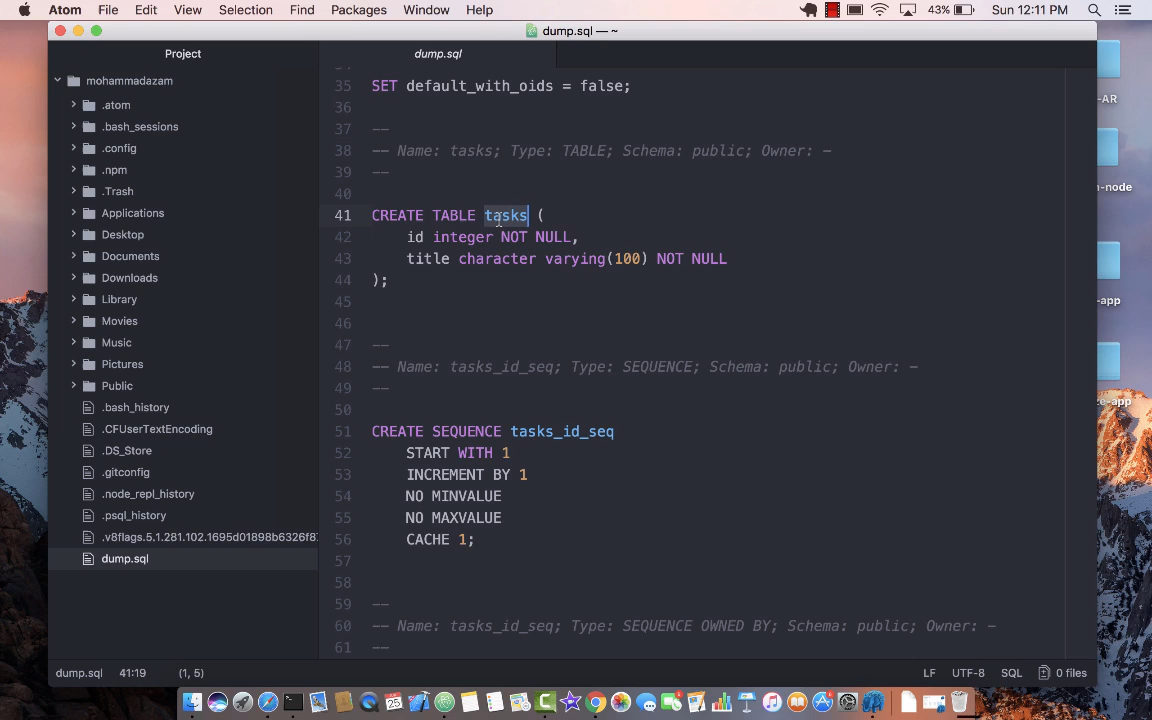 Atom File Edit View Selection Find Packages Window Help 43% Sun 12:11 PM
dump.sql — ~
Project
dump.sql
mohammadazam
.atom
.bash_sessions
.config
.npm
.Trash
Applications
Desktop
Documents
Downloads
Library
Movies
Music
Pictures
Public
.bash_history
.CFUserTextEncoding
.DS_Store
.gitconfig
.node_repl_history
.psql_history
.v8flags.5.1.281.102.1695d01898b6326f8
dump.sql
35 SET default_with_oids = false;
36
37 --
38 -- Name: tasks; Type: TABLE; Schema: public; Owner: -
39 --
40
41 CREATE TABLE tasks (
42 id integer NOT NULL,
43 title character varying(100) NOT NULL
44 );
45
46
47 --
48 -- Name: tasks_id_seq; Type: SEQUENCE; Schema: public; Owner: -
49 --
50
51 CREATE SEQUENCE tasks_id_seq
52 START WITH 1
53 INCREMENT BY 1
54 NO MINVALUE
55 NO MAXVALUE
56 CACHE 1;
57
58
59 --
60 -- Name: tasks_id_seq; Type: SEQUENCE OWNED BY; Schema: public; Owner: -
61 --
-AR
-node
-app
ze-app
dump.sql 41:19 (1, 5) LF UTF-8 SQL 0 files
25